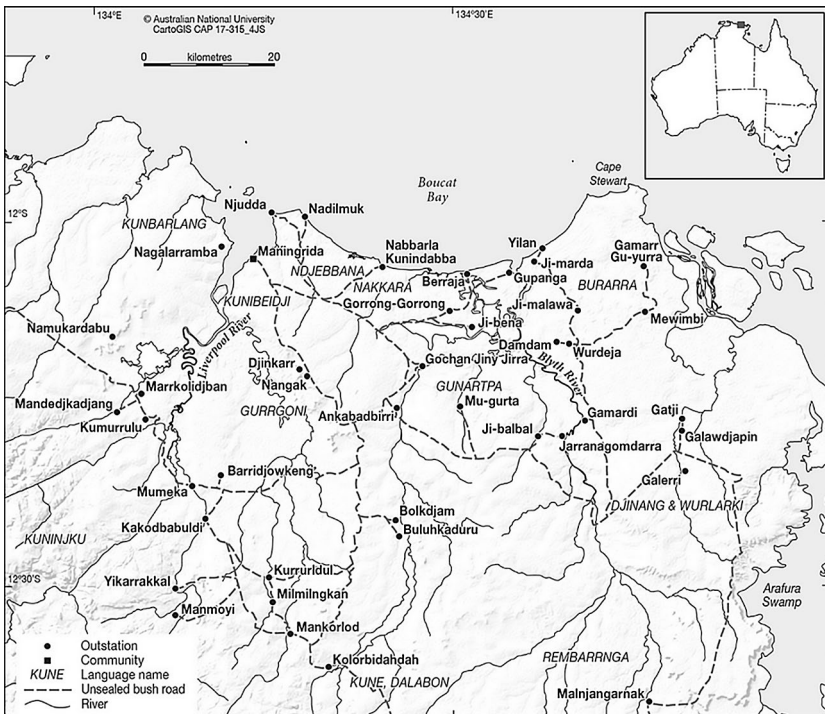 134°E
134°30'E
© Australian National University
CartoGIS CAP 17-315_4JS
kilometres
0
20
Cape
Stewart
Boucat
Bay
Njudda
Nadilmuk
12°S
KUNBARLANG
Nagalarramba
Maningrida
Nabbarla
Kunindabba
Yilan
Gamarr
Gu-yurra
NDJEBBANA
Ji-marda
Berraja
Gupanga
NAKKARA
BURARRA
KUNIBEIDJI
Gorrong-Gorrong
Ji-malawa
Mewimbi
Namukardabu
Ji-bena
Liverpool River
Damdam
Wurdeja
Gochan Jiny Jirra
Blyth River
Djinkarr
Nangak
GUNARTPA
Marrkolidjban
Mandedjkadjang
Mu-gurta
GURRGONI
Ankabadbirri
Gamardi
Gatji
Kumurrulu
Ji-balbal
Galawdjapin
Jarranagomdarra
Barridjowkeng
Galerri
Mumeka
DJINANG & WURLARKI
Bolkdjam
Kakodbabuldi
Buluhkaduru
KUNINJKU
12°30'S
Kurrurldul
Yikarrakkal
Milmilngkan
Arafura
Swamp
Manmoyi
Mankorlod
REMBARRNGA
Kolorbidahdah
KUNE, DALABON
Malnjangarnak
Outstation
Community
KUNE Language name
Unsealed bush road
River